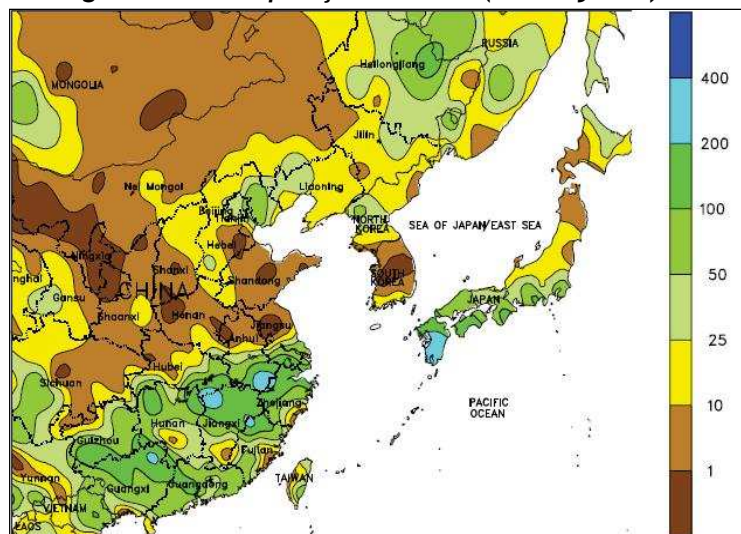 MONGOLIA
RUSSIA
Heilongjiang
Jilin
Nei Mongol
Liaoning
Beijing
Tianjin
NORTH
KOREA
SEA OF JAPAN/EAST SEA
Hebei
Ningxia
Shanxi
Shandong
SOUTH
KOREA
CHINA
JAPAN
Gansu
Shaanxi
Henan
Jiangsu
Anhui
Hubei
Sichuan
Zhejiang
PACIFIC
OCEAN
Hunan
Jiangxi
Guizhou
Fujian
Yunnan
Guangxi
Guangdong
TAIWAN
VIETNAM
LAOS
400
200
100
50
25
10
1